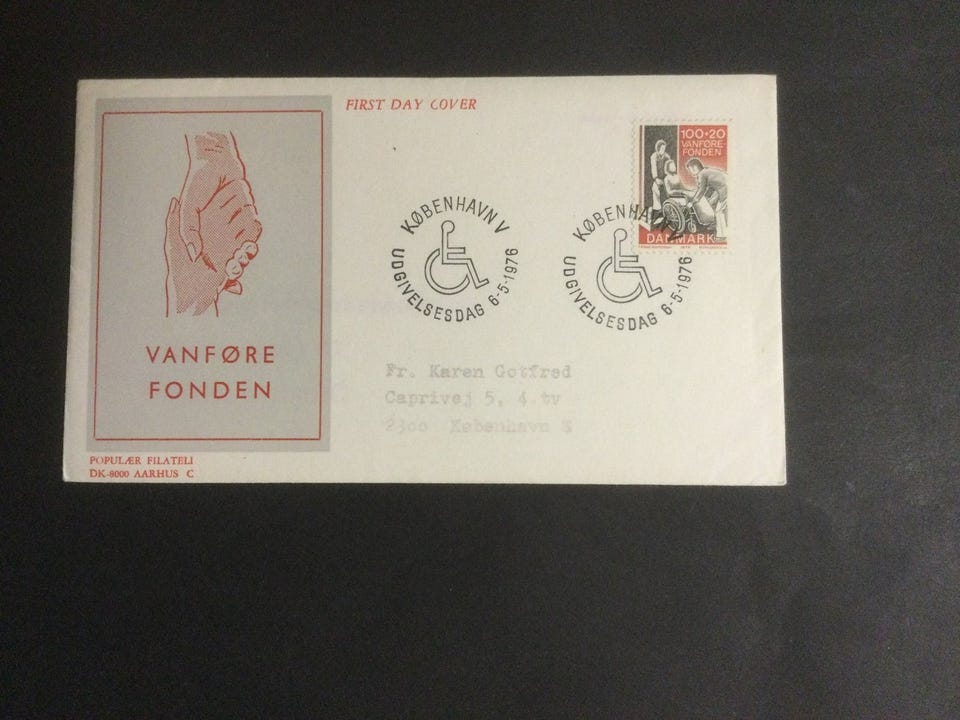 FIRST DAY COVER
VANFØRE
FONDEN
POPULÆR FILATELI
DK-8000 AARHUS C
KØBENHAVN V
UDGIVELSESDAG 6-5-1976
KØBENHAVN
UDGIVELSESDAG 6-5-1976
100+20
VANFØRE-
FONDEN
DANMARK
Fr. Karen Gotfred
Caprivej 5, 4.tv
2300 København S